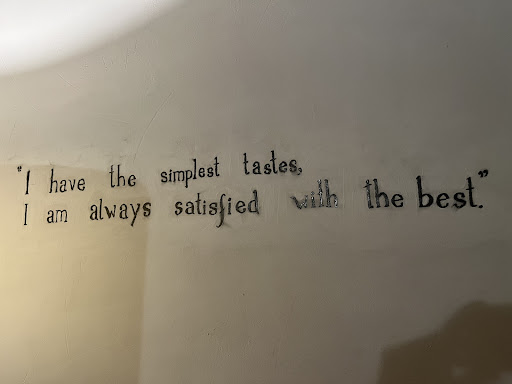 "I have the simplest tastes,
I am always satisfied with the best."